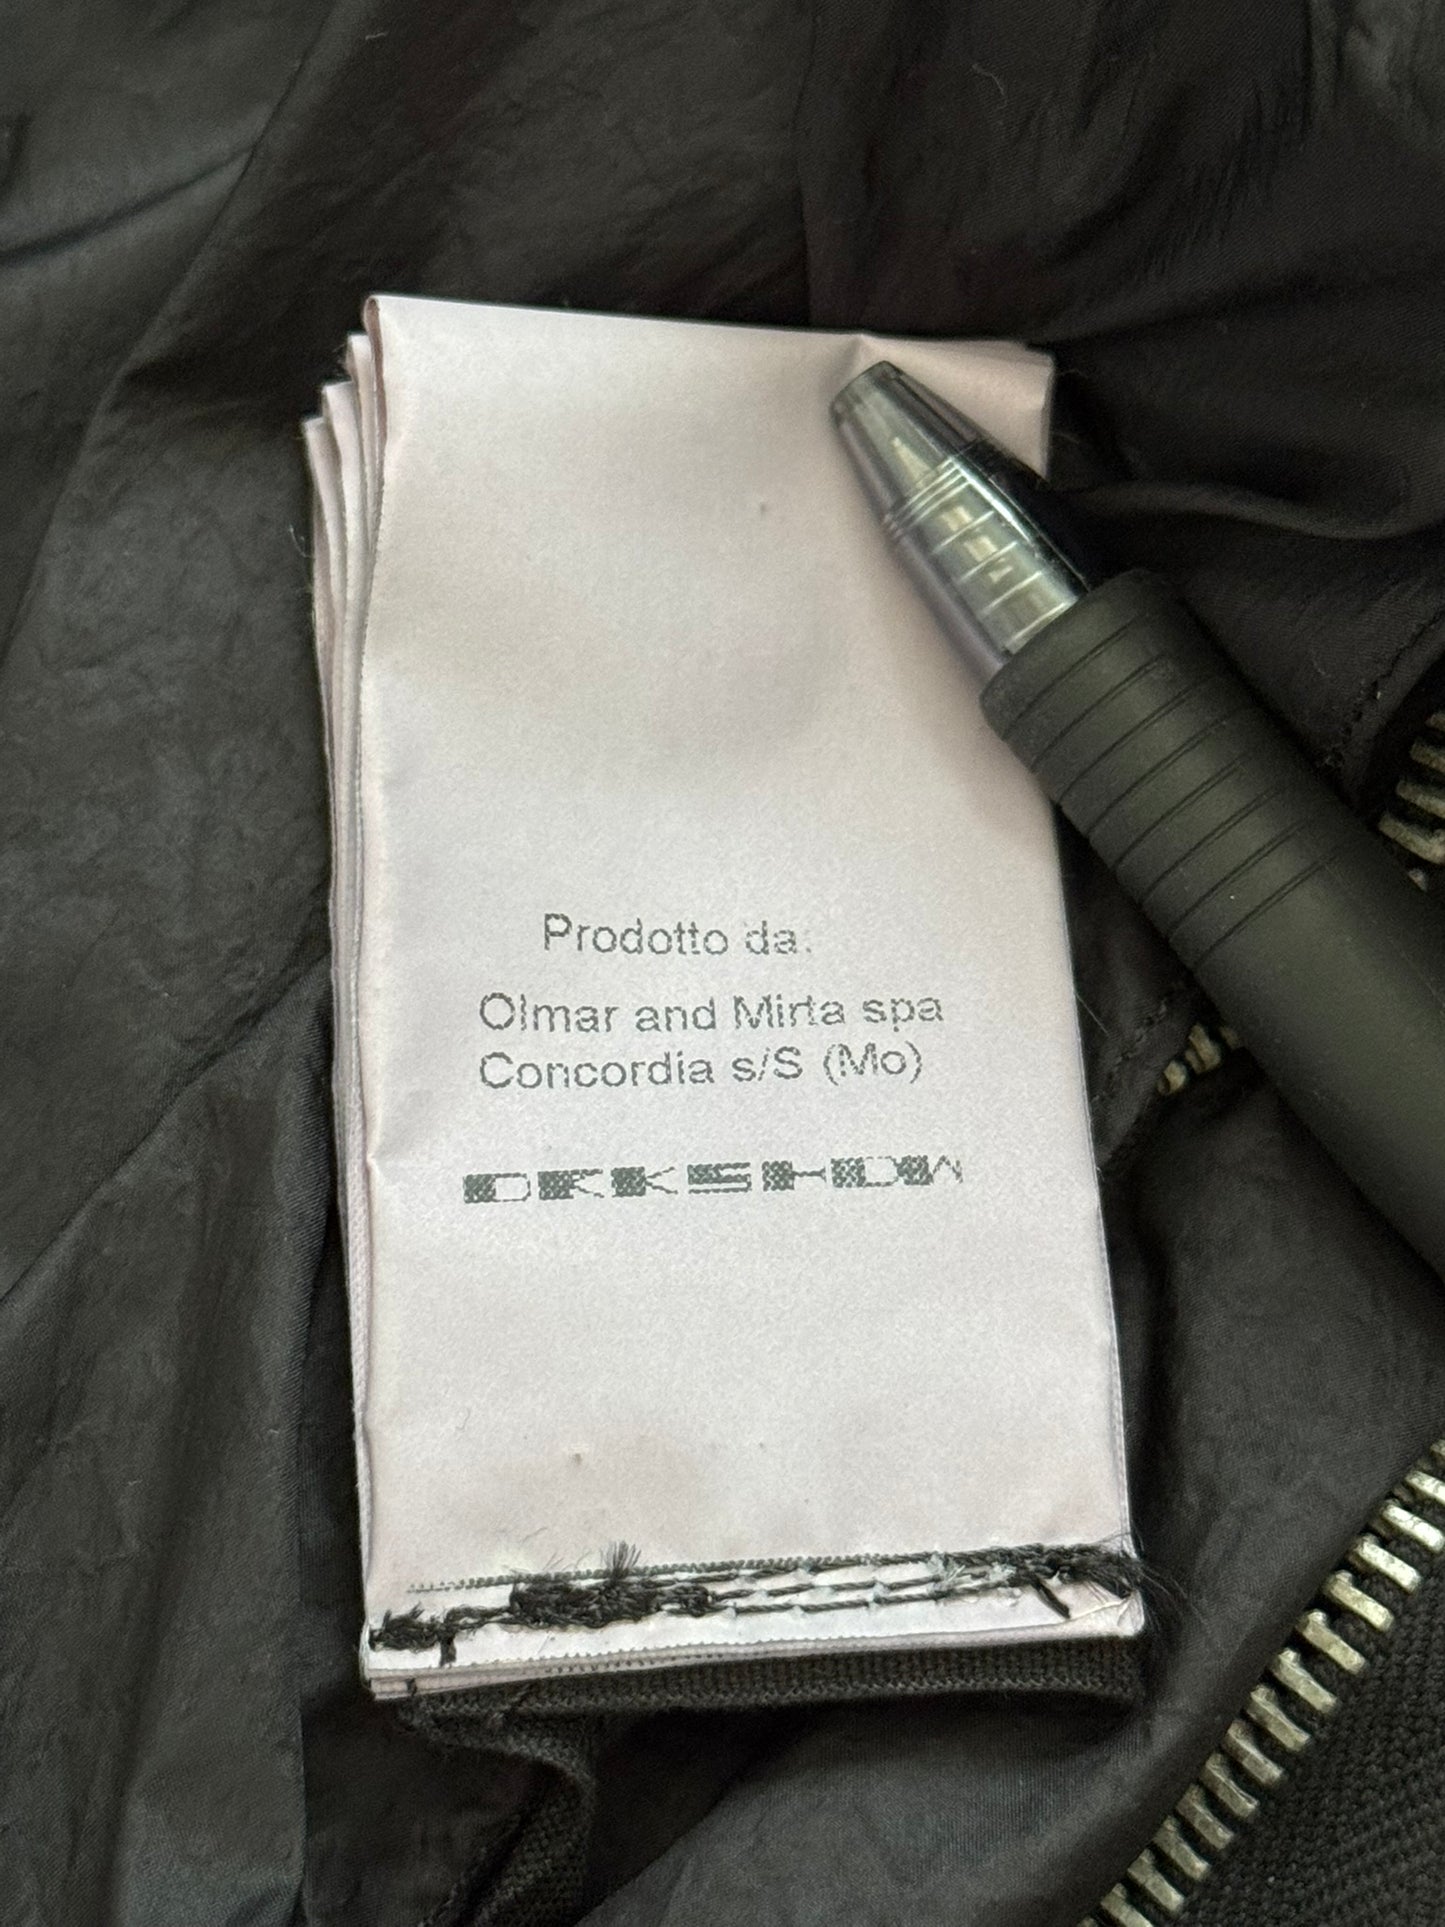 Prodotto da:
Olmar and Mirta spa
Concordia s/S (Mo)
DRKSHDW